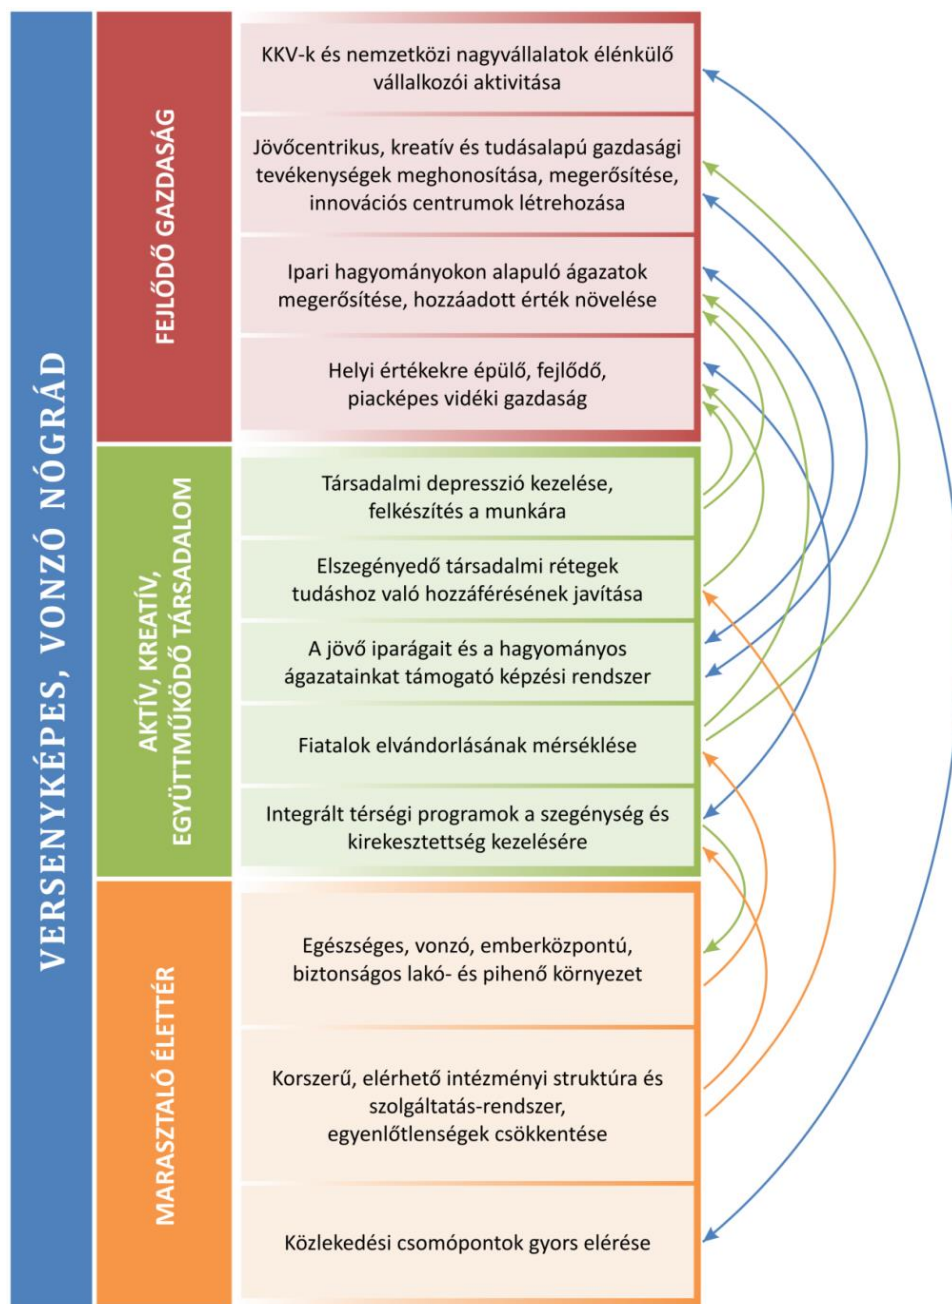 VERSENYKÉPES, VONZÓ NÓGRÁD
FEJLŐDŐ GAZDASÁG
KKV-k és nemzetközi nagyvállalatok élénkülő
vállalkozói aktivitása
Jövőcentrikus, kreatív és tudásalapú gazdasági
tevékenységek meghonosítása, megerősítése,
innovációs centrumok létrehozása
Ipari hagyományokon alapuló ágazatok
megerősítése, hozzáadott érték növelése
Helyi értékekre épülő, fejlődő,
piacképes vidéki gazdaság
AKTÍV, KREATÍV,
EGYÜTTMŰKÖDŐ TÁRSADALOM
Társadalmi depresszió kezelése,
felkészítés a munkára
Elszegényedő társadalmi rétegek
tudáshoz való hozzáférésének javítása
A jövő iparágait és a hagyományos
ágazatainkat támogató képzési rendszer
Fiatalok elvándorlásának mérséklése
Integrált térségi programok a szegénység és
kirekesztettség kezelésére
MARASZTALÓ ÉLETTÉR
Egészséges, vonzó, emberközpontú,
biztonságos lakó- és pihenő környezet
Korszerű, elérhető intézményi struktúra és
szolgáltatás-rendszer,
egyenlőtlenségek csökkentése
Közlekedési csomópontok gyors elérése